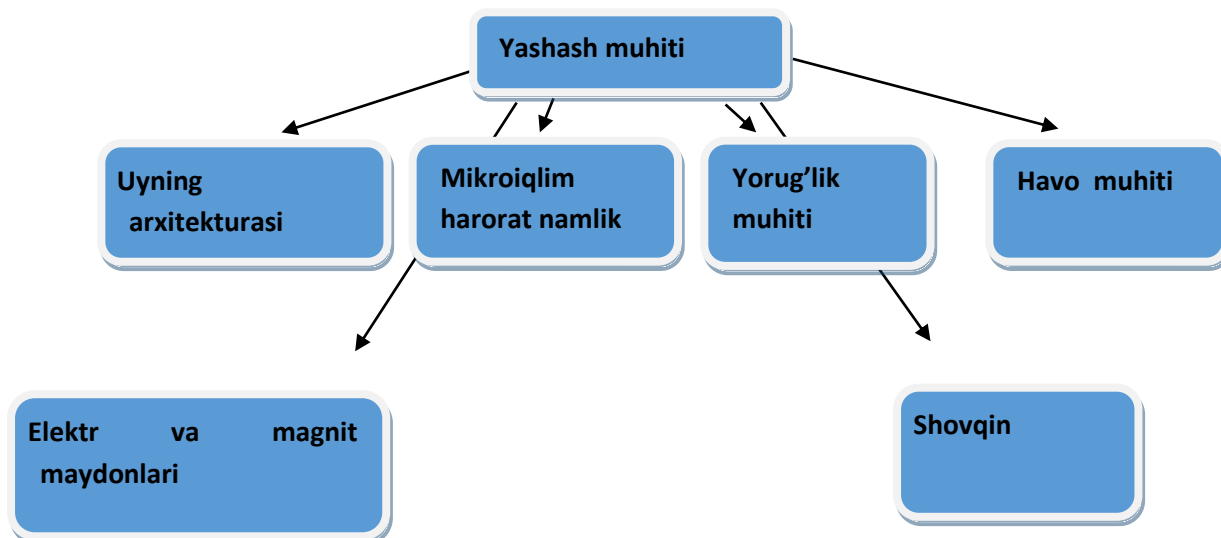 Yashash muhiti
Uyning
arxitekturasi
Mikroiqlim
harorat namlik
Yorug’lik
muhiti
Havo muhiti
Elektr va magnit
maydonlari
Shovqin